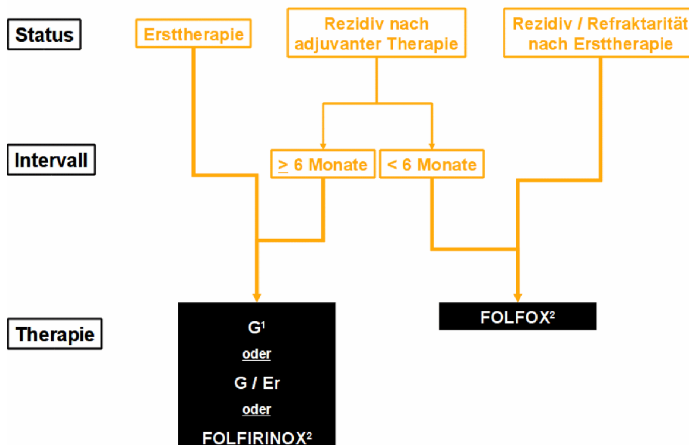 Status
Ersttherapie
Rezidiv nach
adjuvanter Therapie
Rezidiv / Refraktarität
nach Ersttherapie
Intervall
≥ 6 Monate
< 6 Monate
Therapie
G¹
oder
G / Er
oder
FOLFIRINOX²
FOLFOX²